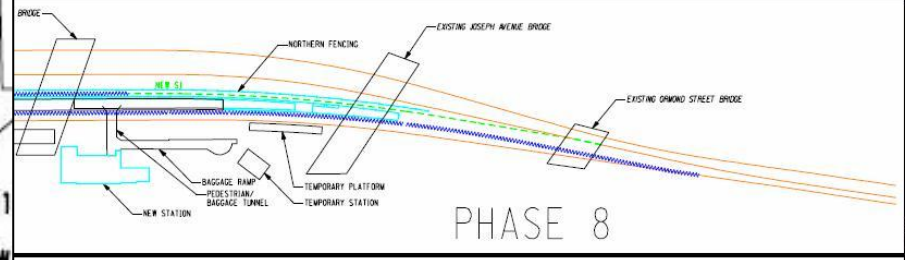 BRIDGE
EXISTING JOSEPH AVENUE BRIDGE
NORTHERN FENCING
NEW S1
EXISTING ORMOND STREET BRIDGE
BAGGAGE RAMP
PEDESTRIAN/
BAGGAGE TUNNEL
TEMPORARY PLATFORM
TEMPORARY STATION
NEW STATION
PHASE 8
1